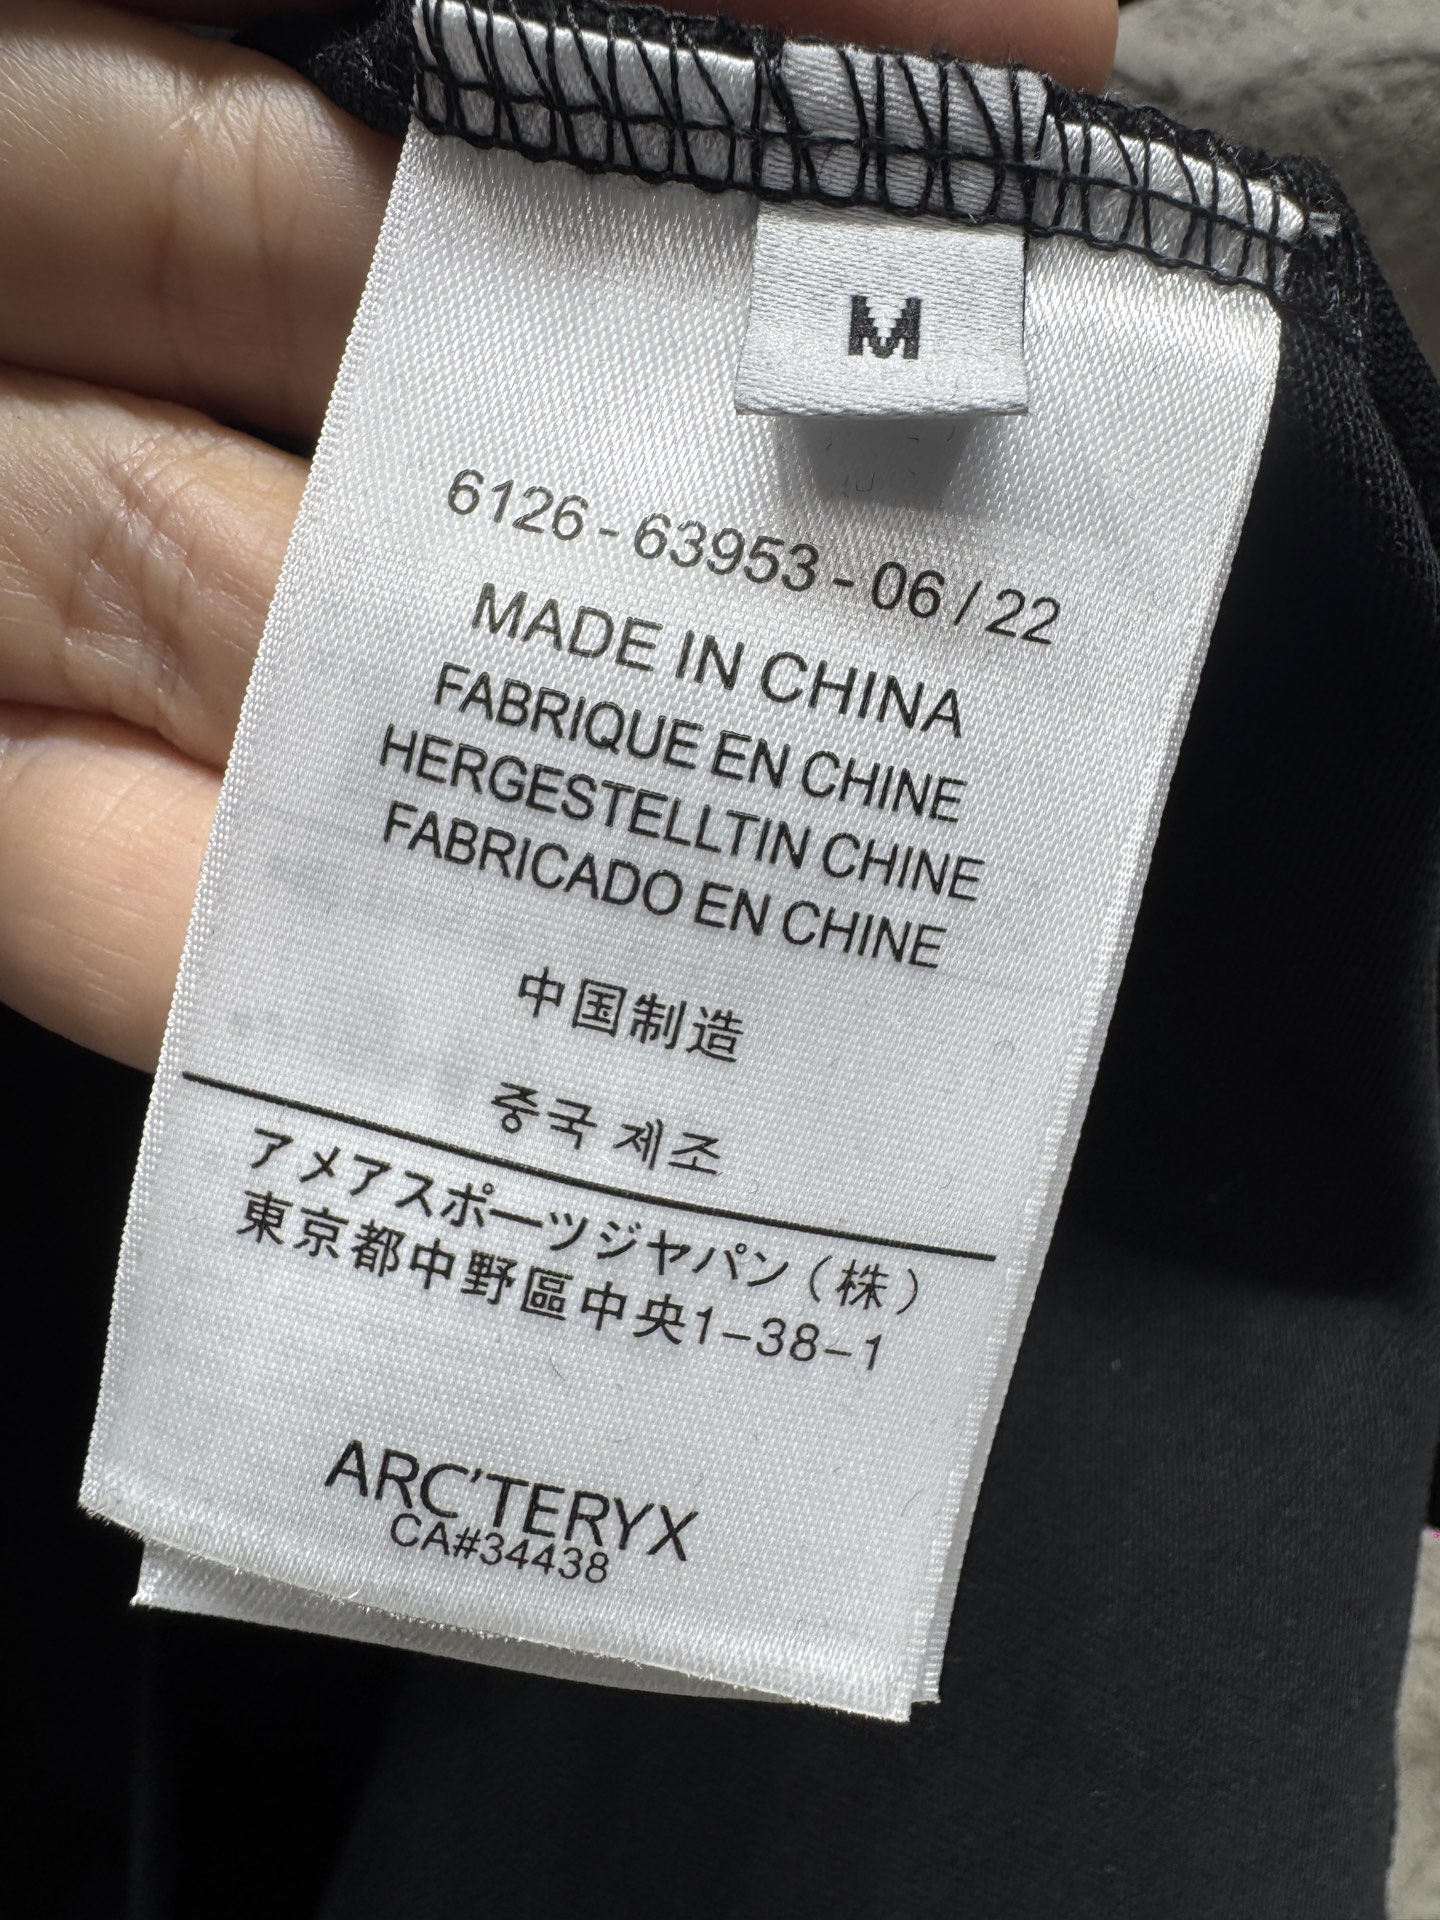 M
6126-63953-06/22
MADE IN CHINA
FABRIQUE EN CHINE
HERGESTELLTIN CHINE
FABRICADO EN CHINE
中国制造
중국 제조
アメアスポーツジャパン（株）
東京都中野區中央1-38-1
ARC'TERYX
CA#34438